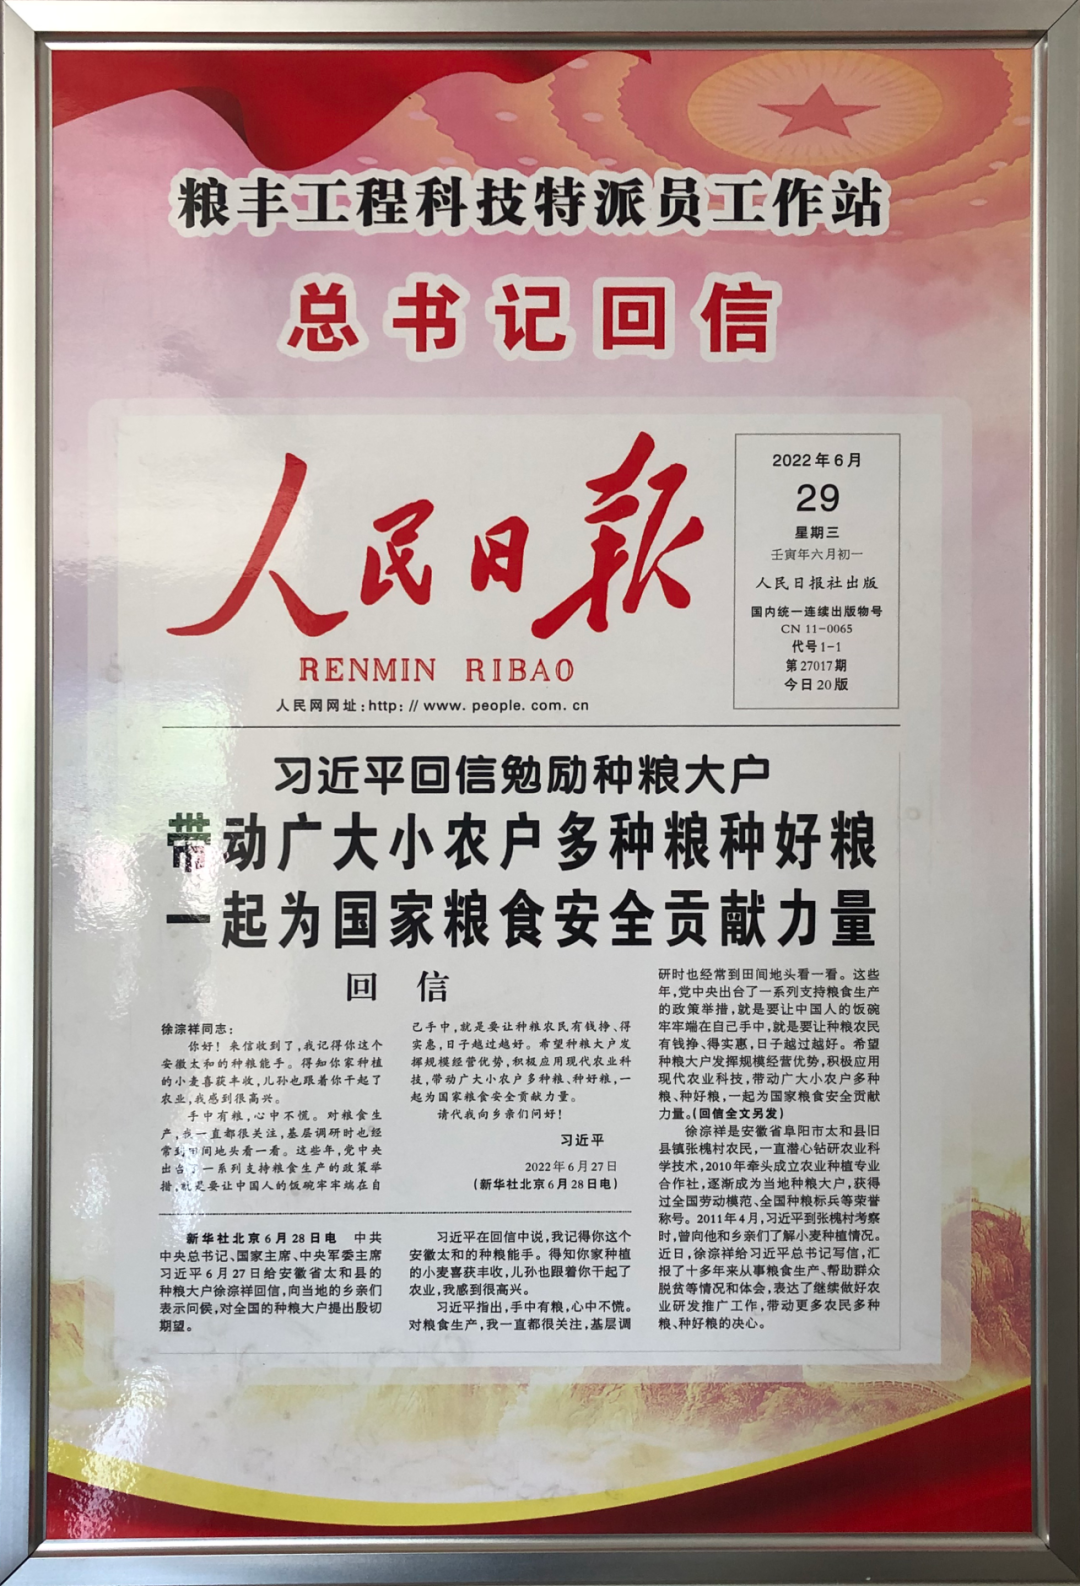 粮丰工程科技特派员工作站
总书记回信
人民日报
RENMIN RIBAO
人民网网址:http://www.people.com.cn
2022年6月
29
星期三
壬寅年六月初一
人民日报社出版
国内统一连续出版物号
CN 11-0065
代号1-1
第27017期
今日20版
习近平回信勉励种粮大户
带动广大小农户多种粮种好粮
一起为国家粮食安全贡献力量
回 信
徐淙祥同志:
你好!来信收到了,我记得你这个
安徽太和的种粮能手。得知你家种植
的小麦喜获丰收,儿孙也跟着你干起了
农业,我感到很高兴。
手中有粮,心中不慌。对粮食生
产,我一直都很关注,基层调研时也经
常到田间地头看一看。这些年,党中央
出台了一系列支持粮食生产的政策举
措,就是要让中国人的饭碗牢牢端在自
己手中,就是要让种粮农民有钱挣、得
实惠,日子越过越好。希望种粮大户发
挥规模经营优势,积极应用现代农业科
技,带动广大小农户多种粮、种好粮,一
起为国家粮食安全贡献力量。
请代我向乡亲们问好!
习近平
2022年6月27日
(新华社北京6月28日电)
新华社北京6月28日电 中共
中央总书记、国家主席、中央军委主席
习近平6月27日给安徽省太和县的
种粮大户徐淙祥回信,向当地的乡亲们
表示问候,对全国的种粮大户提出殷切
期望。
习近平在回信中说,我记得你这个
安徽太和的种粮能手。得知你家种植
的小麦喜获丰收,儿孙也跟着你干起了
农业,我感到很高兴。
习近平指出,手中有粮,心中不慌。
对粮食生产,我一直都很关注,基层调
研时也经常到田间地头看一看。这些
年,党中央出台了一系列支持粮食生产
的政策举措,就是要让中国人的饭碗
牢牢端在自己手中,就是要让种粮农民
有钱挣、得实惠,日子越过越好。希望
种粮大户发挥规模经营优势,积极应用
现代农业科技,带动广大小农户多种
粮、种好粮,一起为国家粮食安全贡献
力量。(回信全文另发)
徐淙祥是安徽省阜阳市太和县旧
县镇张槐村农民,一直潜心钻研农业科
学技术,2010年牵头成立农业种植专业
合作社,逐渐成为当地种粮大户,获得
过全国劳动模范、全国种粮标兵等荣誉
称号。2011年4月,习近平到张槐村考察
时,曾向他和乡亲们了解小麦种植情况。
近日,徐淙祥给习近平总书记写信,汇
报了十多年来从事粮食生产、帮助群众
脱贫等情况和体会,表达了继续做好农
业研发推广工作,带动更多农民多种
粮、种好粮的决心。